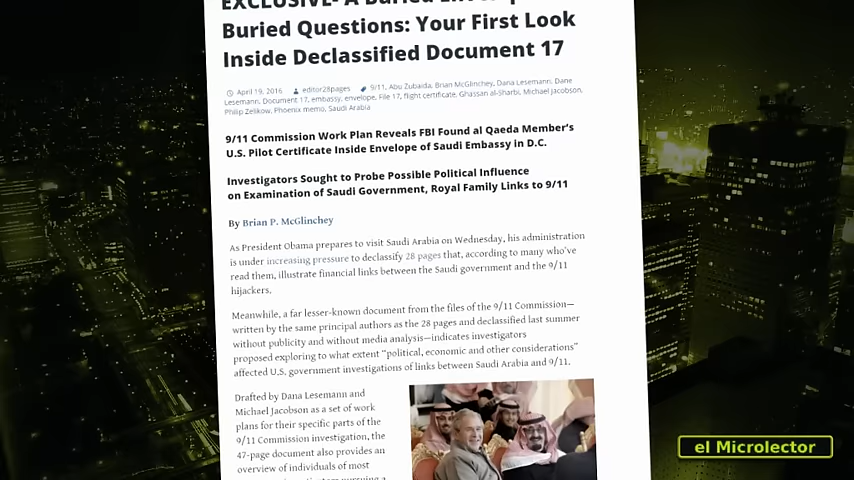 EXCLUSIVE- A Buried
Buried Questions: Your First Look
Inside Declassified Document 17
April 19, 2016 editor28pages 9/11, Abu Zubaida, Brian McGlinchey, Dana Lesemann, Dane
Lesemann, Document 17, embassy, envelope, File 17, flight certificate, Ghassan al-Sharbi, Michael Jacobson,
Philip Zelikow, Phoenix memo, Saudi Arabia
9/11 Commission Work Plan Reveals FBI Found al Qaeda Member's
U.S. Pilot Certificate Inside Envelope of Saudi Embassy in D.C.
Investigators Sought to Probe Possible Political Influence
on Examination of Saudi Government, Royal Family Links to 9/11
By Brian P. McGlinchey
As President Obama prepares to visit Saudi Arabia on Wednesday, his administration
is under increasing pressure to declassify 28 pages that, according to many who've
read them, illustrate financial links between the Saudi government and the 9/11
hijackers.
Meanwhile, a far lesser-known document from the files of the 9/11 Commission—
written by the same principal authors as the 28 pages and declassified last summer
without publicity and without media analysis—indicates investigators
proposed exploring to what extent "political, economic and other considerations"
affected U.S. government investigations of links between Saudi Arabia and 9/11.
Drafted by Dana Lesemann and
Michael Jacobson as a set of work
plans for their specific parts of the
9/11 Commission investigation, the
47-page document also provides an
overview of individuals of most
el Microlector